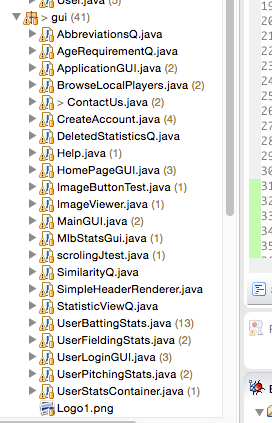 User.java (5)
> gui (41)
AbbreviationsQ.java
AgeRequirementQ.java
ApplicationGUI.java (2)
BrowseLocalPlayers.java (2)
> ContactUs.java (2)
CreateAccount.java (4)
DeletedStatisticsQ.java
Help.java (1)
HomePageGUI.java (3)
ImageButtonTest.java (1)
ImageViewer.java (1)
MainGUI.java (2)
MlbStatsGui.java (1)
scrolingJtest.java (1)
SimilarityQ.java
SimpleHeaderRenderer.java
StatisticViewQ.java
UserBattingStats.java (13)
UserFieldingStats.java (2)
UserLoginGUI.java (3)
UserPitchingStats.java (2)
UserStatsContainer.java (1)
Logo1.png
19
20
21
22
23
24
25
26
27
28
29
30
31
32
33
34
35